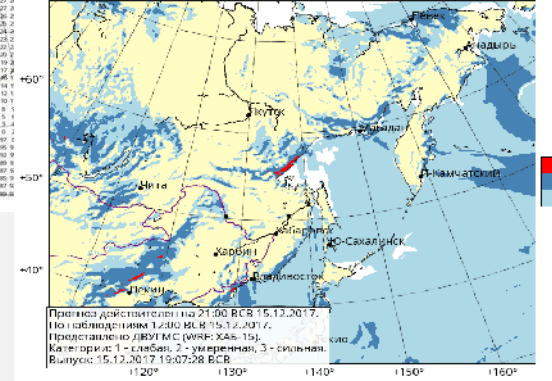 Певек
Анадырь
+60°
Якутск
Магадан
+50°
П-Камчатский
Чита
Хабаровск
Ю-Сахалинск
Харбин
Владивосток
+40°
Пекин
Прогноз действителен на 21:00 ВСВ 15.12.2017.
По наблюдениям 12:00 ВСВ 15.12.2017.
Представлено ДВУГМС (WRF: ХАБ-15).
Категории: 1 - слабая, 2 - умеренная, 3 - сильная.
Выпуск: 15.12.2017 19:07:28 ВСВ
кио
+120° +130° +140° +150° +160°